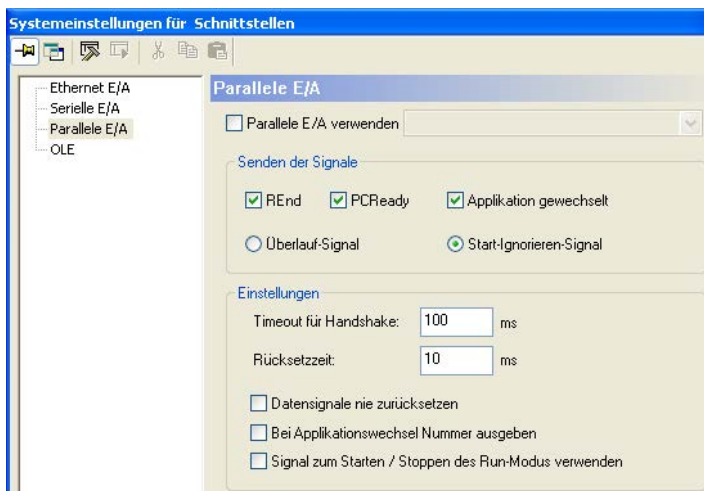 Systemeinstellungen für Schnittstellen
Ethernet E/A
Serielle E/A
Parallele E/A
OLE
Parallele E/A
Parallele E/A verwenden
Senden der Signale
REnd PCReady Applikation gewechselt
Überlauf-Signal Start-Ignorieren-Signal
Einstellungen
Timeout für Handshake: 100 ms
Rücksetzzeit: 10 ms
Datensignale nie zurücksetzen
Bei Applikationswechsel Nummer ausgeben
Signal zum Starten / Stoppen des Run-Modus verwenden